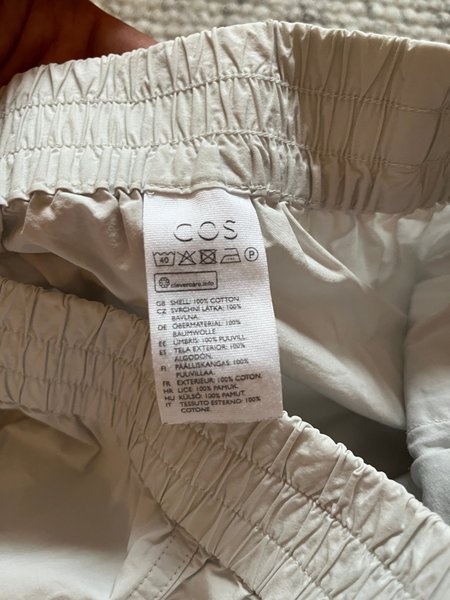 COS
40 P
clevercare.info
GB SHELL: 100% COTTON
CZ SVRCHNÍ LÁTKA: 100%
BAVLNA.
DE OBERMATERIAL: 100%
BAUMWOLLE
EE ÜMBRIS: 100% PUUVILL.
ES TELA EXTERIOR: 100%
ALGODÓN.
FI PÄÄLLISKANGAS: 100%
PUUVILLAA.
FR EXTERIEUR: 100% COTON.
HR LICE: 100% PAMUK.
HU KÜLSŐ: 100% PAMUT.
IT TESSUTO ESTERNO: 100%
COTONE.